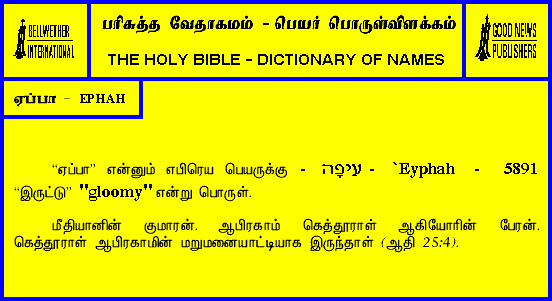 BELLWETHER
INTERNATIONAL
பரிசுத்த வேதாகமம் - பெயர் பொருள்விளக்கம்
THE HOLY BIBLE - DICTIONARY OF NAMES
GOOD NEWS
PUBLISHERS
ஏப்பா - EPHAH
“ஏப்பா” என்னும் எபிரெய பெயருக்கு - עיפה - `Eyphah - 5891
“இருட்டு” "gloomy" என்று பொருள்.
மீதியானின் குமாரன். ஆபிரகாம் கெத்தூராள் ஆகியோரின் பேரன்.
கெத்தூராள் ஆபிரகாமின் மறுமனையாட்டியாக இருந்தாள் (ஆதி 25:4).